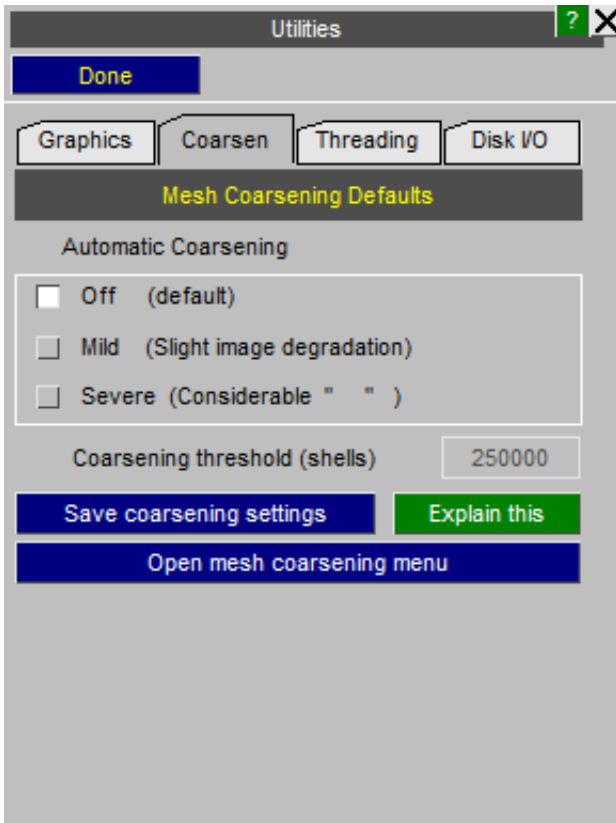 Utilities
?
Done
Graphics Coarsen Threading Disk I/O
Mesh Coarsening Defaults
Automatic Coarsening
Off (default)
Mild (Slight image degradation)
Severe (Considerable " " )
Coarsening threshold (shells) 250000
Save coarsening settings Explain this
Open mesh coarsening menu